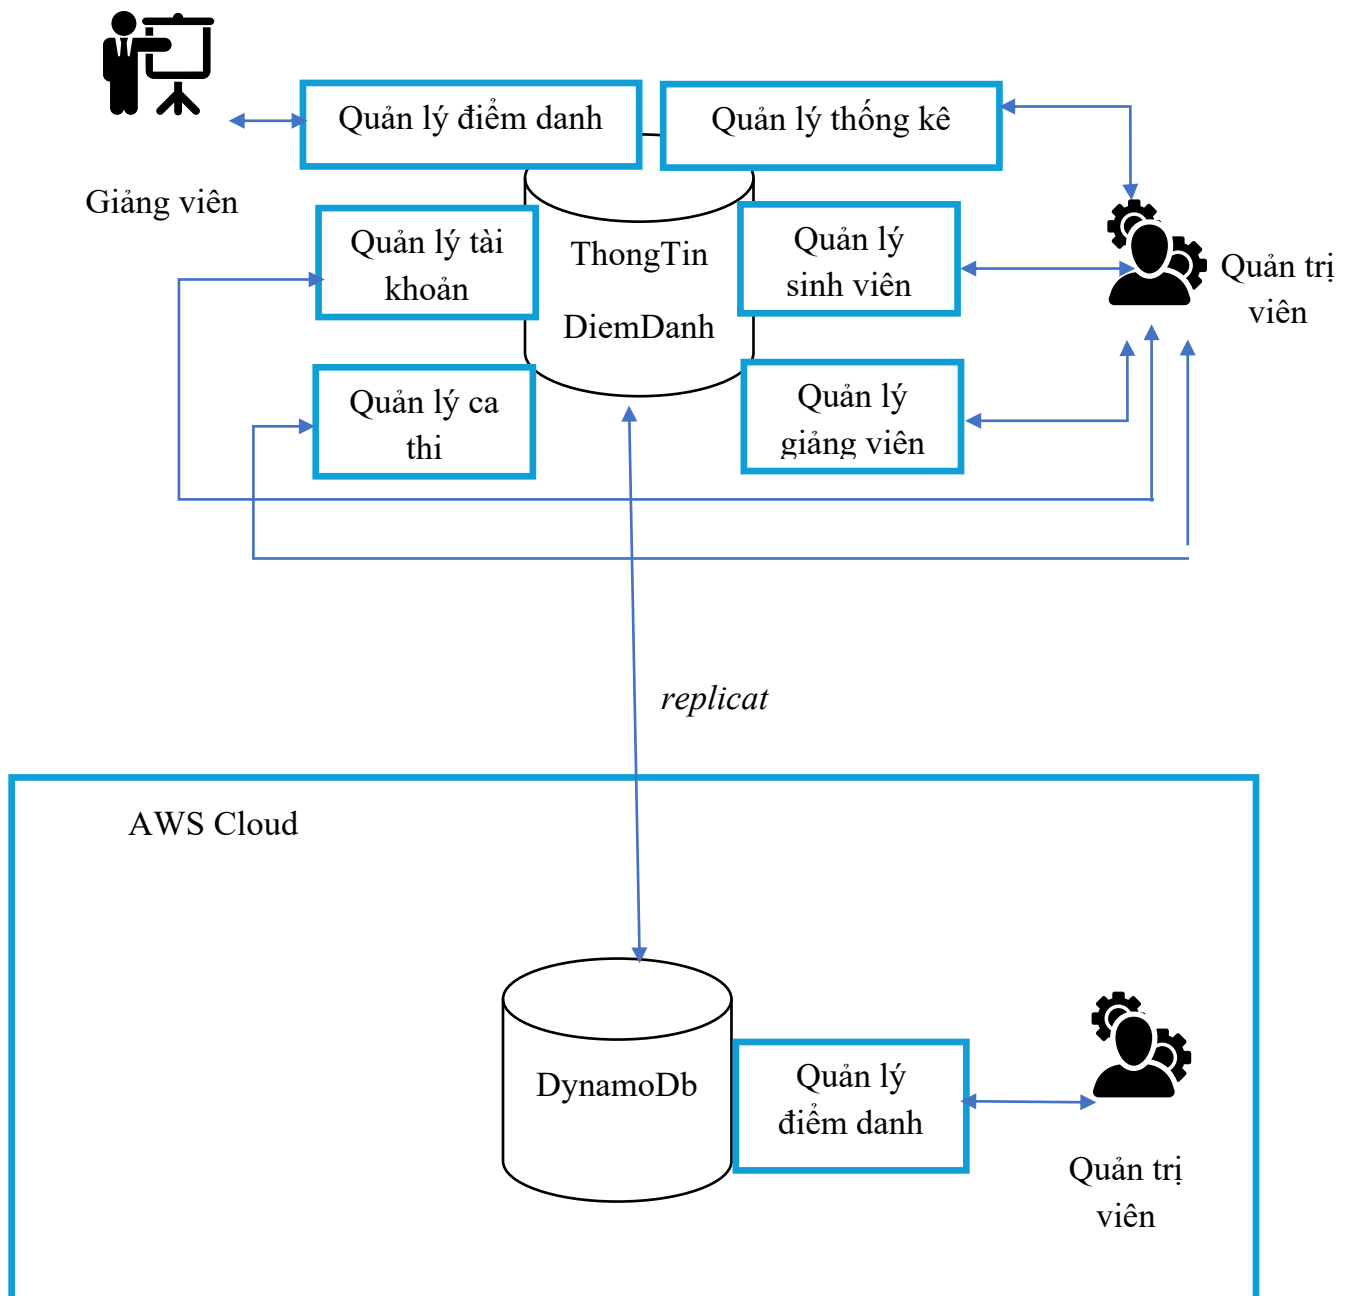 Quản lý điểm danh
Quản lý thống kê
Giảng viên
Quản lý tài
khoản
ThongTin
DiemDanh
Quản lý
sinh viên
Quản trị
viên
Quản lý ca
thi
Quản lý
giảng viên
replicat
AWS Cloud
DynamoDb
Quản lý
điểm danh
Quản trị
viên